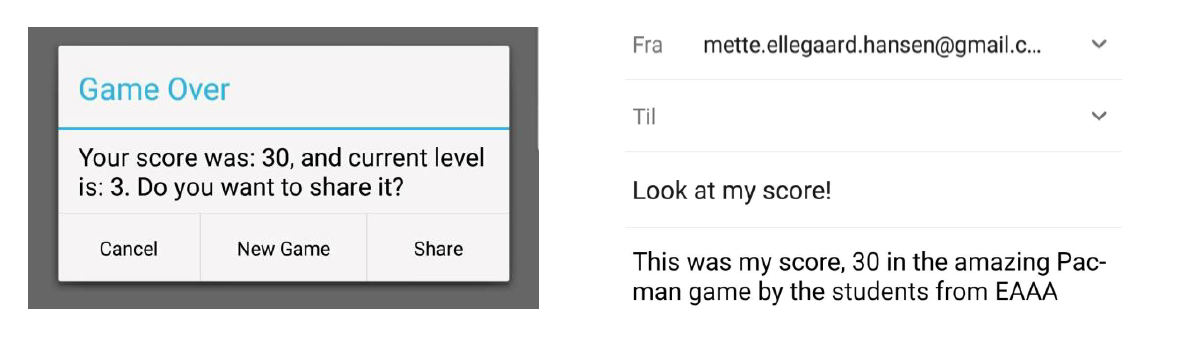 Game Over
Your score was: 30, and current level
is: 3. Do you want to share it?
Cancel New Game Share
Fra mette.ellegaard.hansen@gmail.c...
Til
Look at my score!
This was my score, 30 in the amazing Pac-
man game by the students from EAAA